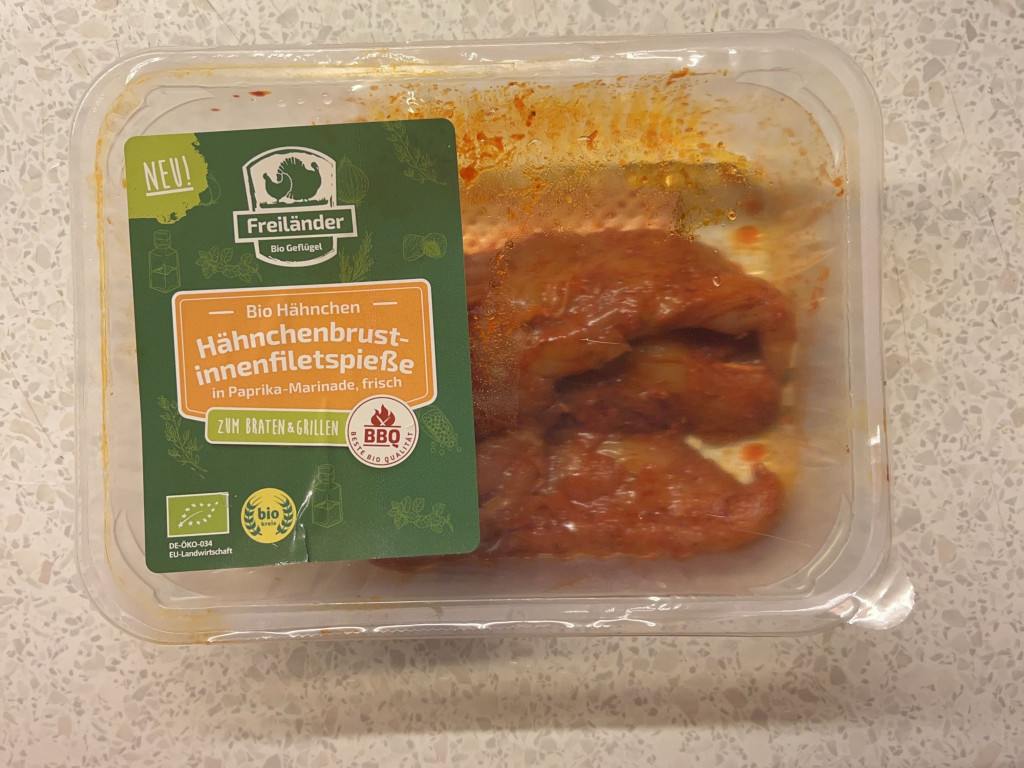 NEU!
Freiländer
Bio Geflügel
Bio Hähnchen
Hähnchenbrust-
innenfiletspieße
in Paprika-Marinade, frisch
ZUM BRATEN & GRILLEN
BBQ
BESTE BIO QUALITÄT
bio
kreis
DE-ÖKO-034
EU-Landwirtschaft